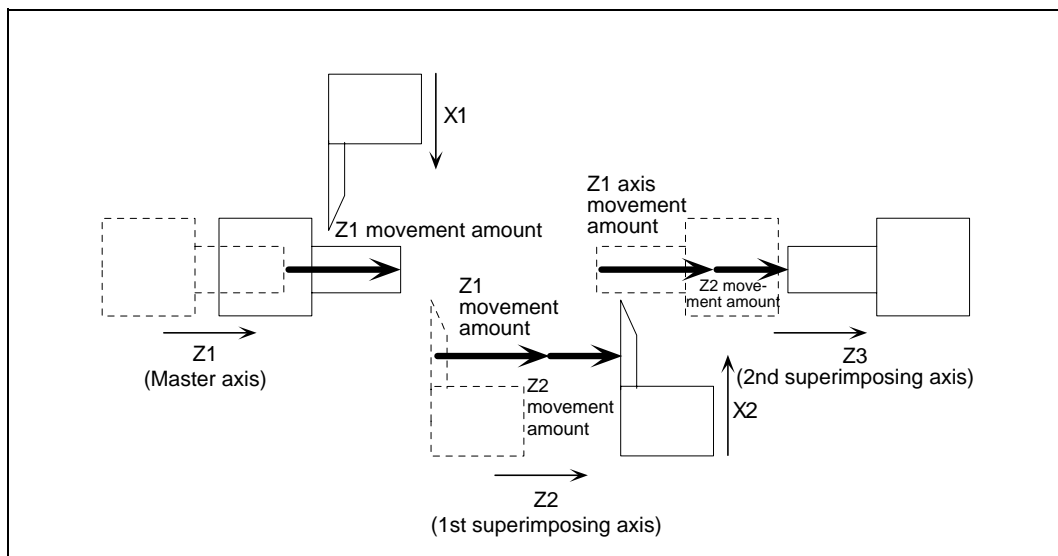 X1
Z1 axis
movement
amount
Z1 movement amount
Z1
movement
amount
Z2 move-
ment amount
Z1
(Master axis)
Z3
(2nd superimposing axis)
Z2
movement
amount
X2
Z2
(1st superimposing axis)